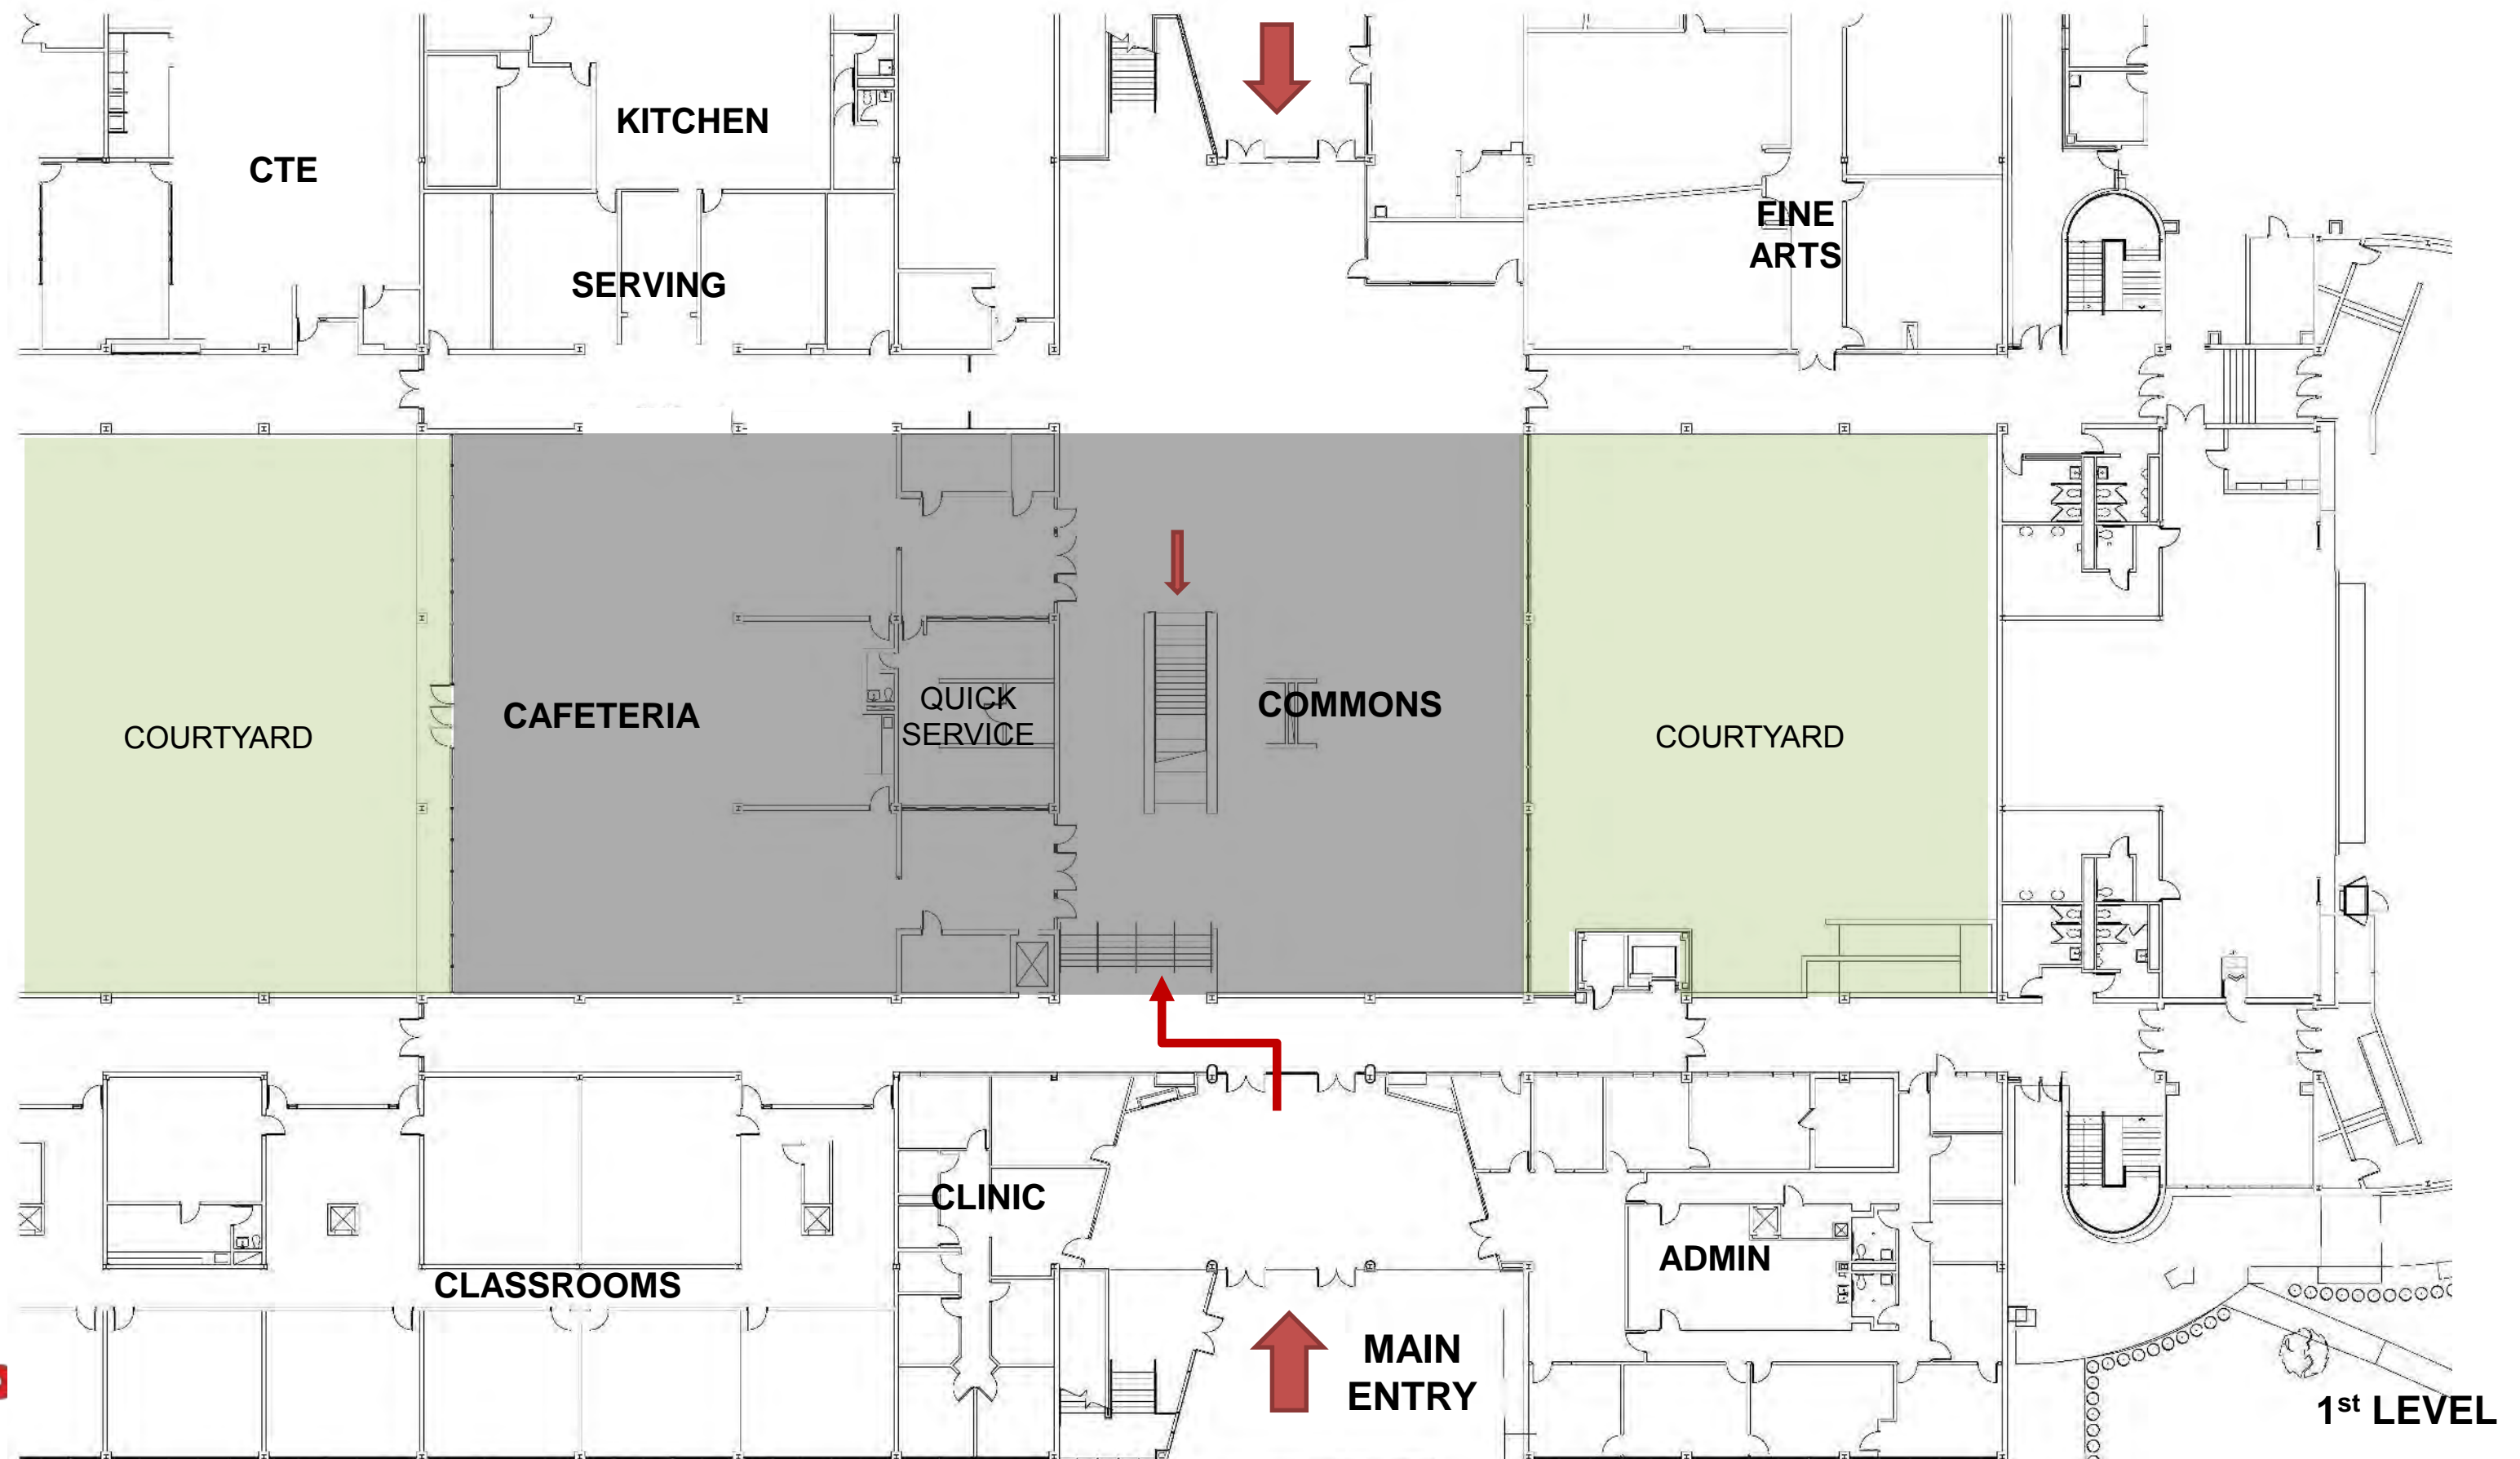 KITCHEN
CTE
FINE
ARTS
SERVING
QUICK
SERVICE
COMMONS
CAFETERIA
COURTYARD
COURTYARD
CLINIC
ADMIN
CLASSROOMS
MAIN
ENTRY
1st LEVEL